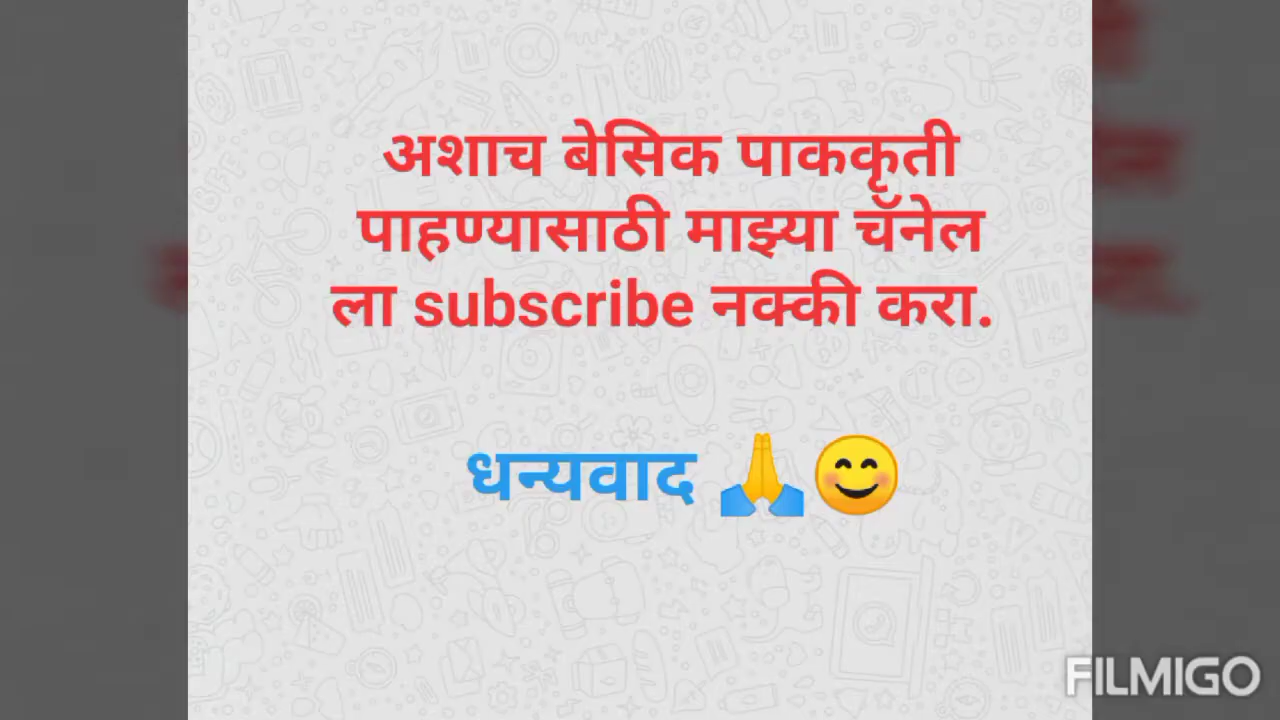 अशाच बेसिक पाककृती
पाहण्यासाठी माझ्या चॅनेल
ला subscribe नक्की करा.
धन्यवाद 🙏😊
FILMIGO